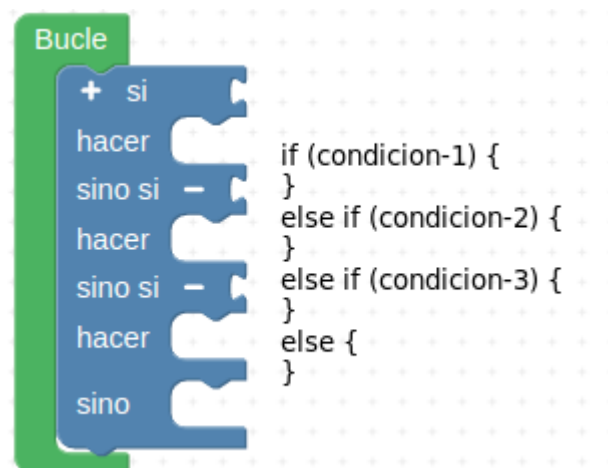 Bucle
+ si
hacer
sino si −
hacer
sino si −
hacer
sino
if (condicion-1) {
}
else if (condicion-2) {
}
else if (condicion-3) {
}
else {
}